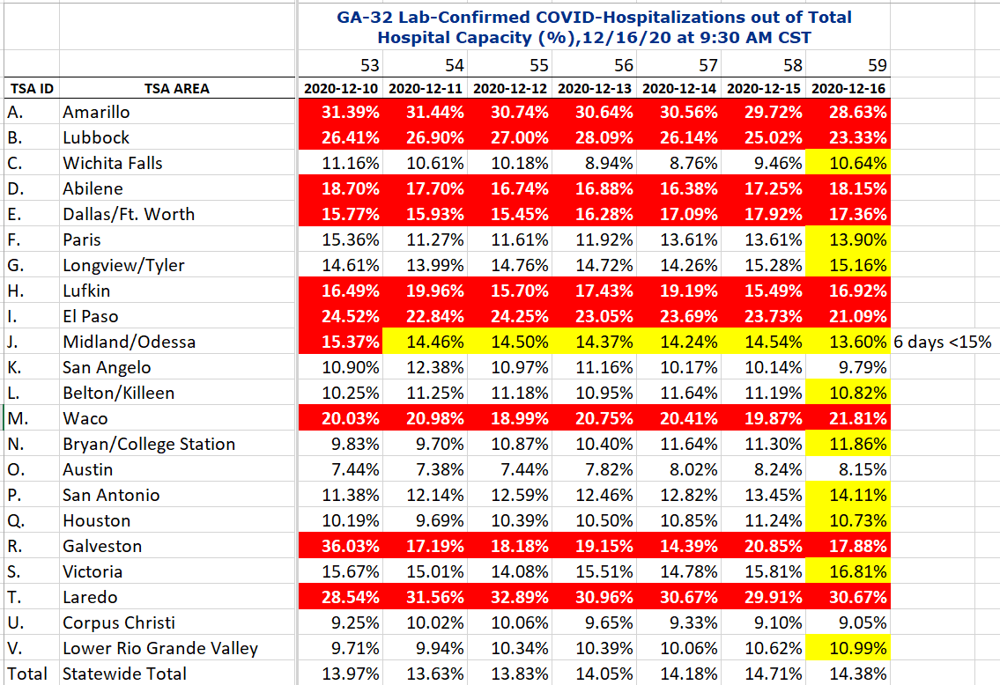 GA-32 Lab-Confirmed COVID-Hospitalizations out of Total
Hospital Capacity (%),12/16/20 at 9:30 AM CST
53 54 55 56 57 58 59
TSA ID TSA AREA 2020-12-10 2020-12-11 2020-12-12 2020-12-13 2020-12-14 2020-12-15 2020-12-16
A. Amarillo 31.39% 31.44% 30.74% 30.64% 30.56% 29.72% 28.63%
B. Lubbock 26.41% 26.90% 27.00% 28.09% 26.14% 25.02% 23.33%
C. Wichita Falls 11.16% 10.61% 10.18% 8.94% 8.76% 9.46% 10.64%
D. Abilene 18.70% 17.70% 16.74% 16.88% 16.38% 17.25% 18.15%
E. Dallas/Ft. Worth 15.77% 15.93% 15.45% 16.28% 17.09% 17.92% 17.36%
F. Paris 15.36% 11.27% 11.61% 11.92% 13.61% 13.61% 13.90%
G. Longview/Tyler 14.61% 13.99% 14.76% 14.72% 14.26% 15.28% 15.16%
H. Lufkin 16.49% 19.96% 15.70% 17.43% 19.19% 15.49% 16.92%
I. El Paso 24.52% 22.84% 24.25% 23.05% 23.69% 23.73% 21.09%
J. Midland/Odessa 15.37% 14.46% 14.50% 14.37% 14.24% 14.54% 13.60% 6 days <15%
K. San Angelo 10.90% 12.38% 10.97% 11.16% 10.17% 10.14% 9.79%
L. Belton/Killeen 10.25% 11.25% 11.18% 10.95% 11.64% 11.19% 10.82%
M. Waco 20.03% 20.98% 18.99% 20.75% 20.41% 19.87% 21.81%
N. Bryan/College Station 9.83% 9.70% 10.87% 10.40% 11.64% 11.30% 11.86%
O. Austin 7.44% 7.38% 7.44% 7.82% 8.02% 8.24% 8.15%
P. San Antonio 11.38% 12.14% 12.59% 12.46% 12.82% 13.45% 14.11%
Q. Houston 10.19% 9.69% 10.39% 10.50% 10.85% 11.24% 10.73%
R. Galveston 36.03% 17.19% 18.18% 19.15% 14.39% 20.85% 17.88%
S. Victoria 15.67% 15.01% 14.08% 15.51% 14.78% 15.81% 16.81%
T. Laredo 28.54% 31.56% 32.89% 30.96% 30.67% 29.91% 30.67%
U. Corpus Christi 9.25% 10.02% 10.06% 9.65% 9.33% 9.10% 9.05%
V. Lower Rio Grande Valley 9.71% 9.94% 10.34% 10.39% 10.06% 10.62% 10.99%
Total Statewide Total 13.97% 13.63% 13.83% 14.05% 14.18% 14.71% 14.38%